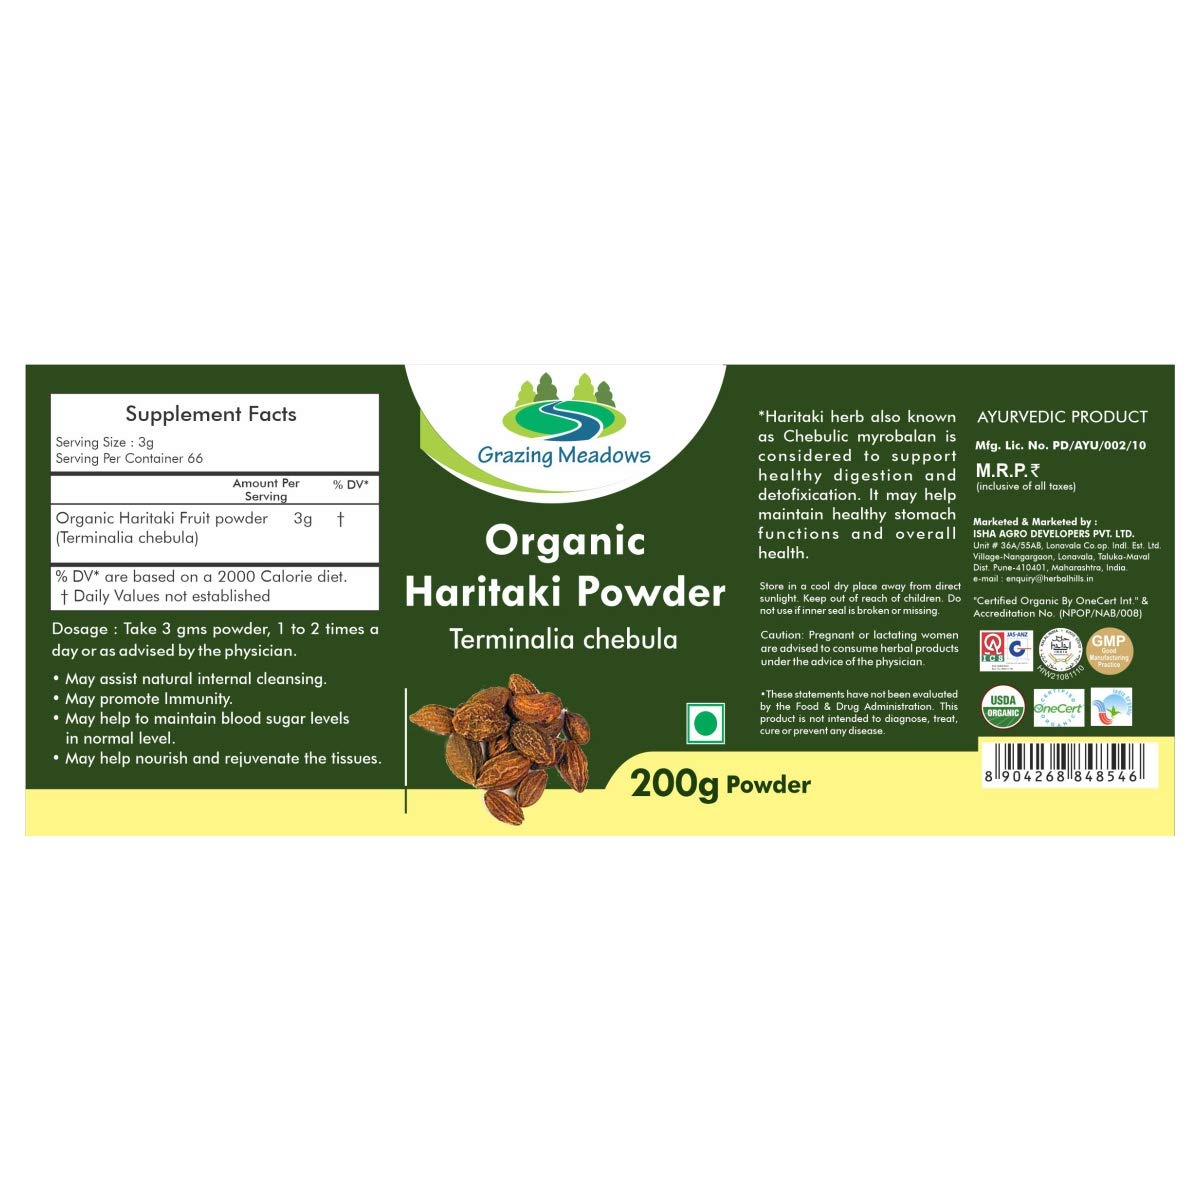 Supplement Facts
Serving Size : 3g
Serving Per Container 66
Amount Per Serving
% DV*
Organic Haritaki Fruit powder 3g †
(Terminalia chebula)
% DV* are based on a 2000 Calorie diet.
† Daily Values not established
Dosage : Take 3 gms powder, 1 to 2 times a
day or as advised by the physician.
• May assist natural internal cleansing.
• May promote Immunity.
• May help to maintain blood sugar levels
in normal level.
• May help nourish and rejuvenate the tissues.
Grazing Meadows
Organic
Haritaki Powder
Terminalia chebula
200g Powder
*Haritaki herb also known
as Chebulic myrobalan is
considered to support
healthy digestion and
detofixication. It may help
maintain healthy stomach
functions and overall
health.
Store in a cool dry place away from direct
sunlight. Keep out of reach of children. Do
not use if inner seal is broken or missing.
Caution: Pregnant or lactating women
are advised to consume herbal products
under the advice of the physician.
*These statements have not been evaluated
by the Food & Drug Administration. This
product is not intended to diagnose, treat,
cure or prevent any disease.
AYURVEDIC PRODUCT
Mfg. Lic. No. PD/AYU/002/10
M.R.P.₹
(inclusive of all taxes)
Marketed & Marketed by :
ISHA AGRO DEVELOPERS PVT. LTD.
Unit # 36A/55AB, Lonavala Co.op. Indl. Est. Ltd.
Village-Nangargaon, Lonavala, Taluka-Maval
Dist. Pune-410401, Maharashtra, India.
e-mail : enquiry@herbalhills.in
"Certified Organic By OneCert Int." &
Accreditation No. (NPOP/NAB/008)
ICS
JAS-ANZ
HIW21081110
GMP
Good
Manufacturing
Practice
USDA
ORGANIC
CERTIFIED
OneCert
ORGANIC
8 904268 848546